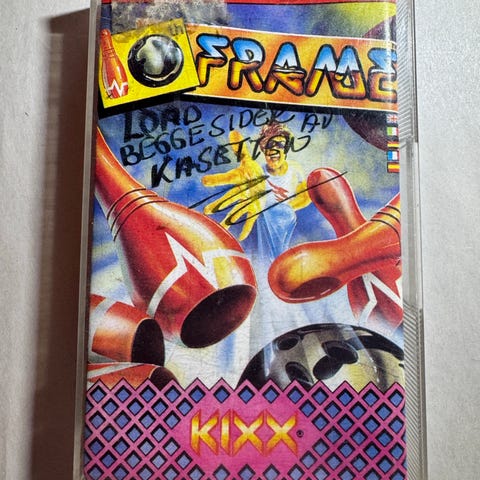 10th FRAME
LOAD
BEGGE SIDER AV
KASETTEN
KIXX®